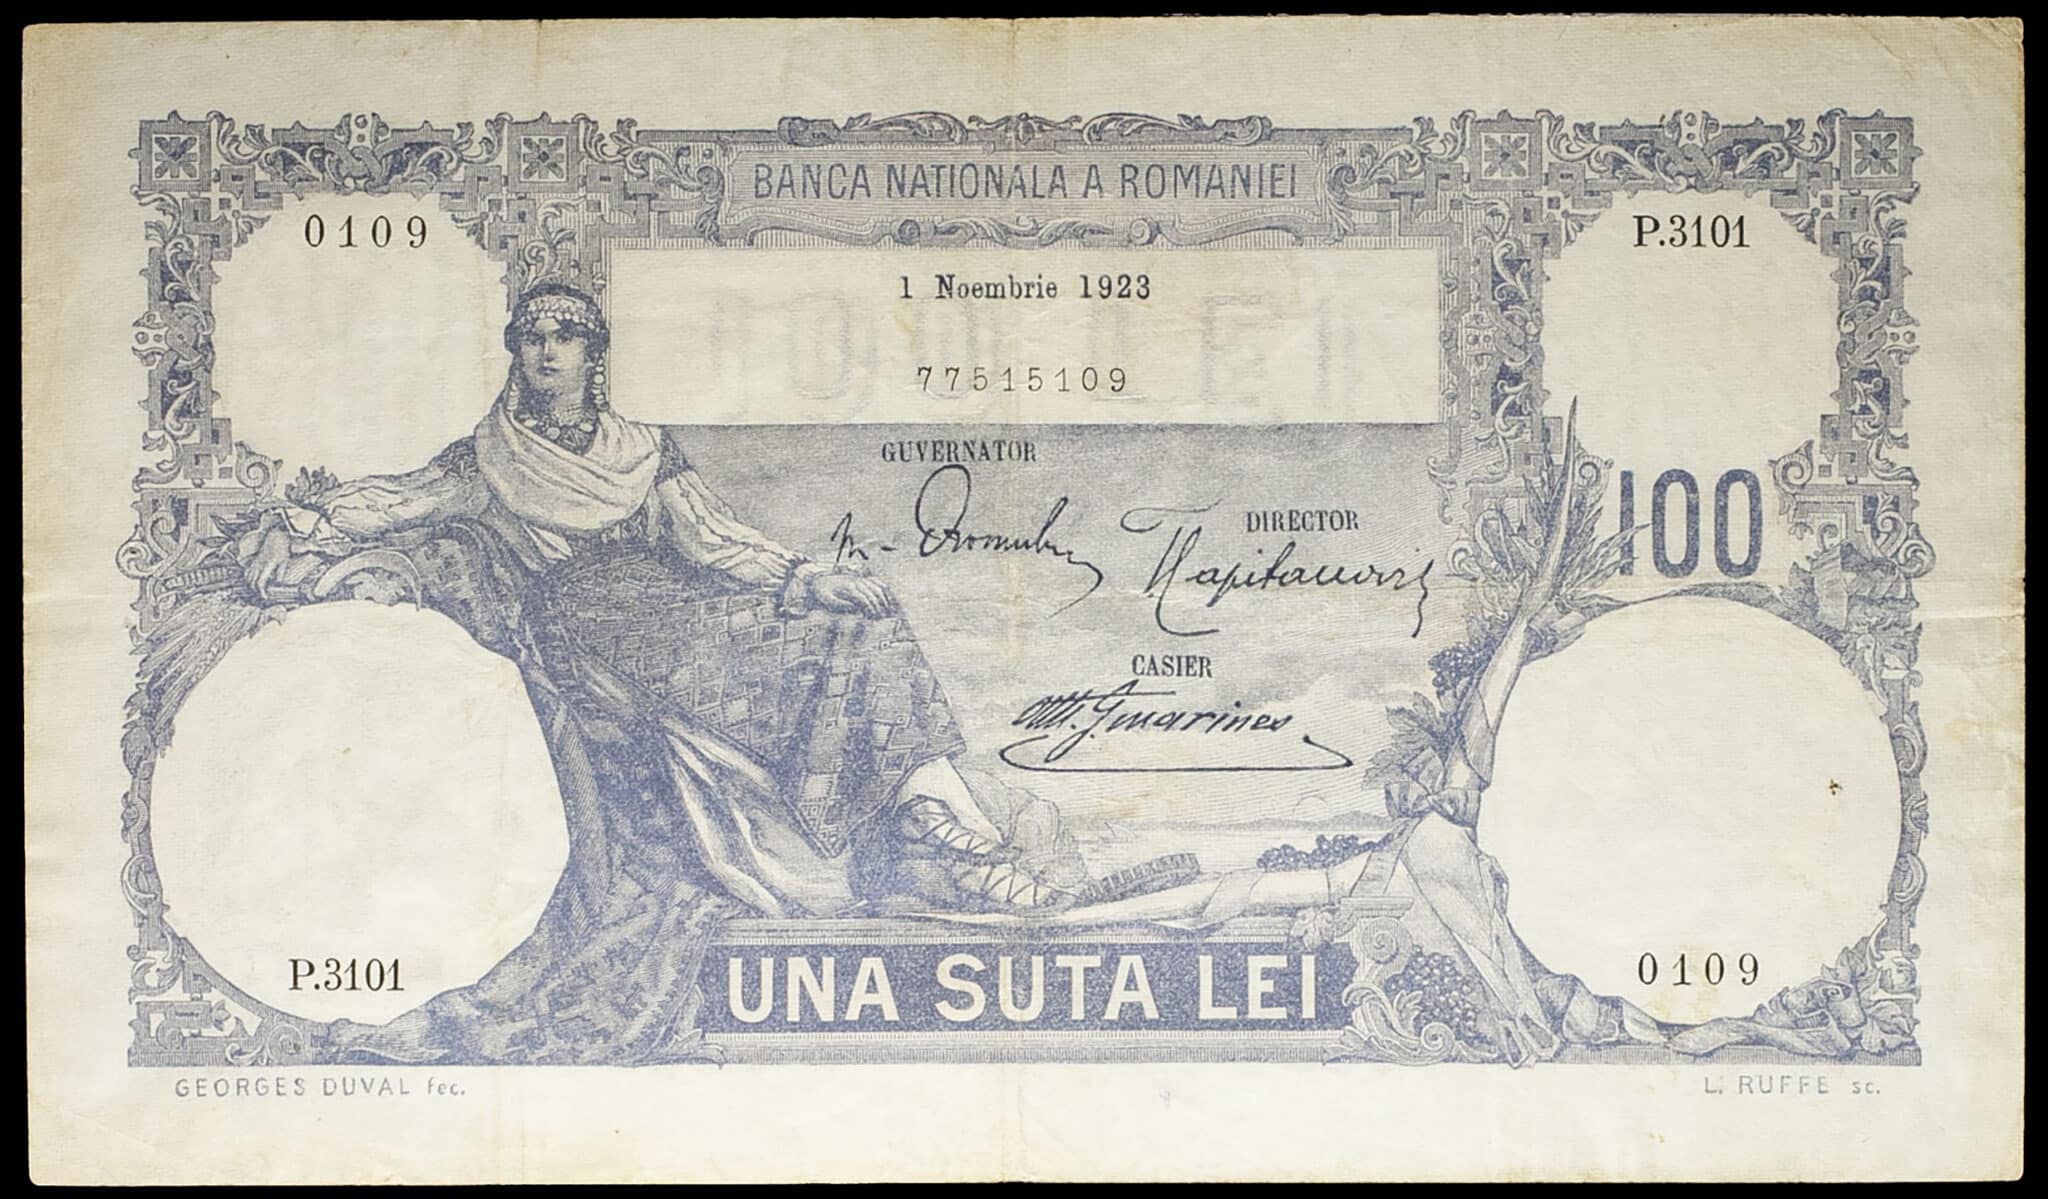 BANCA NATIONALA A ROMANIEI
0109
P.3101
1 Noembrie 1923
77515109
GUVERNATOR
DIRECTOR
100
CASIER
P.3101
0109
UNA SUTA LEI
GEORGES DUVAL fec.
L. RUFFE sc.